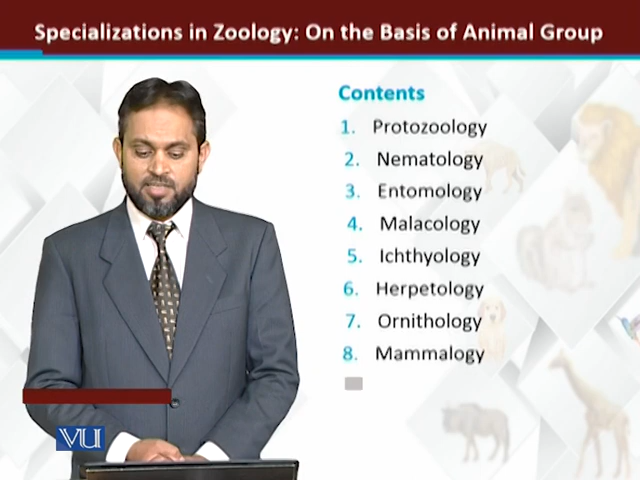 Specializations in Zoology: On the Basis of Animal Group
Contents
1. Protozoology
2. Nematology
3. Entomology
4. Malacology
5. Ichthyology
6. Herpetology
7. Ornithology
8. Mammalogy
VU